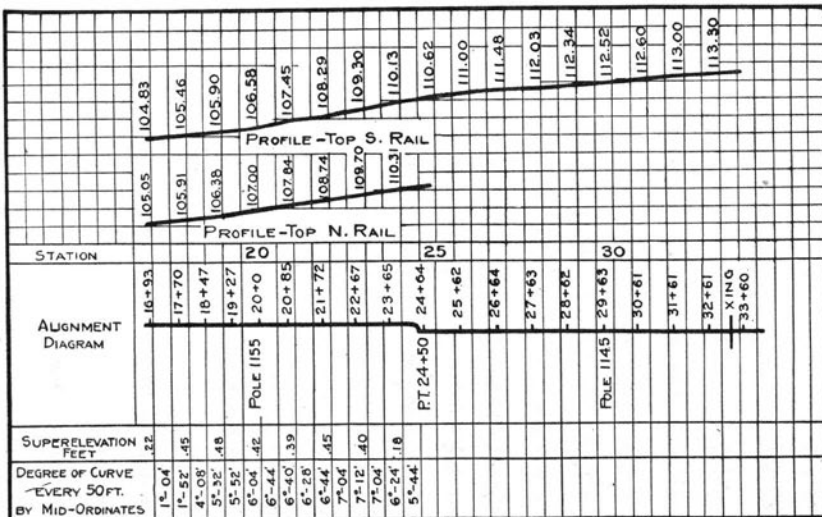 104.83 105.46 105.90 106.58 107.45 108.29 109.30 110.13 110.62 111.00 111.48 112.03 112.34 112.52 112.60 113.00 113.30
PROFILE-TOP S. RAIL
105.05 105.91 106.38 107.00 107.84 108.74 109.70 110.31
PROFILE-TOP N. RAIL
STATION 20 25 30
16+93 17+70 18+47 19+27 20+0 20+85 21+72 22+67 23+65 24+64 25+62 26+64 27+63 28+62 29+63 30+61 31+61 32+61 XING 33+60.
ALIGNMENT
DIAGRAM
POLE 1155 P.T. 24+50 POLE 1145
SUPERELEVATION
FEET
.22 .45 .48 .42 .39 .45 .40 .18
DEGREE OF CURVE
EVERY 50 FT.
BY MID-ORDINATES
1°-04' 1°-52' 4°-08' 5°-32' 5°-52' 6°-04' 6°-44' 6°-40' 6°-28' 6°-44' 7°-04' 7°-12' 7°-04' 6°-24' 5°-44'